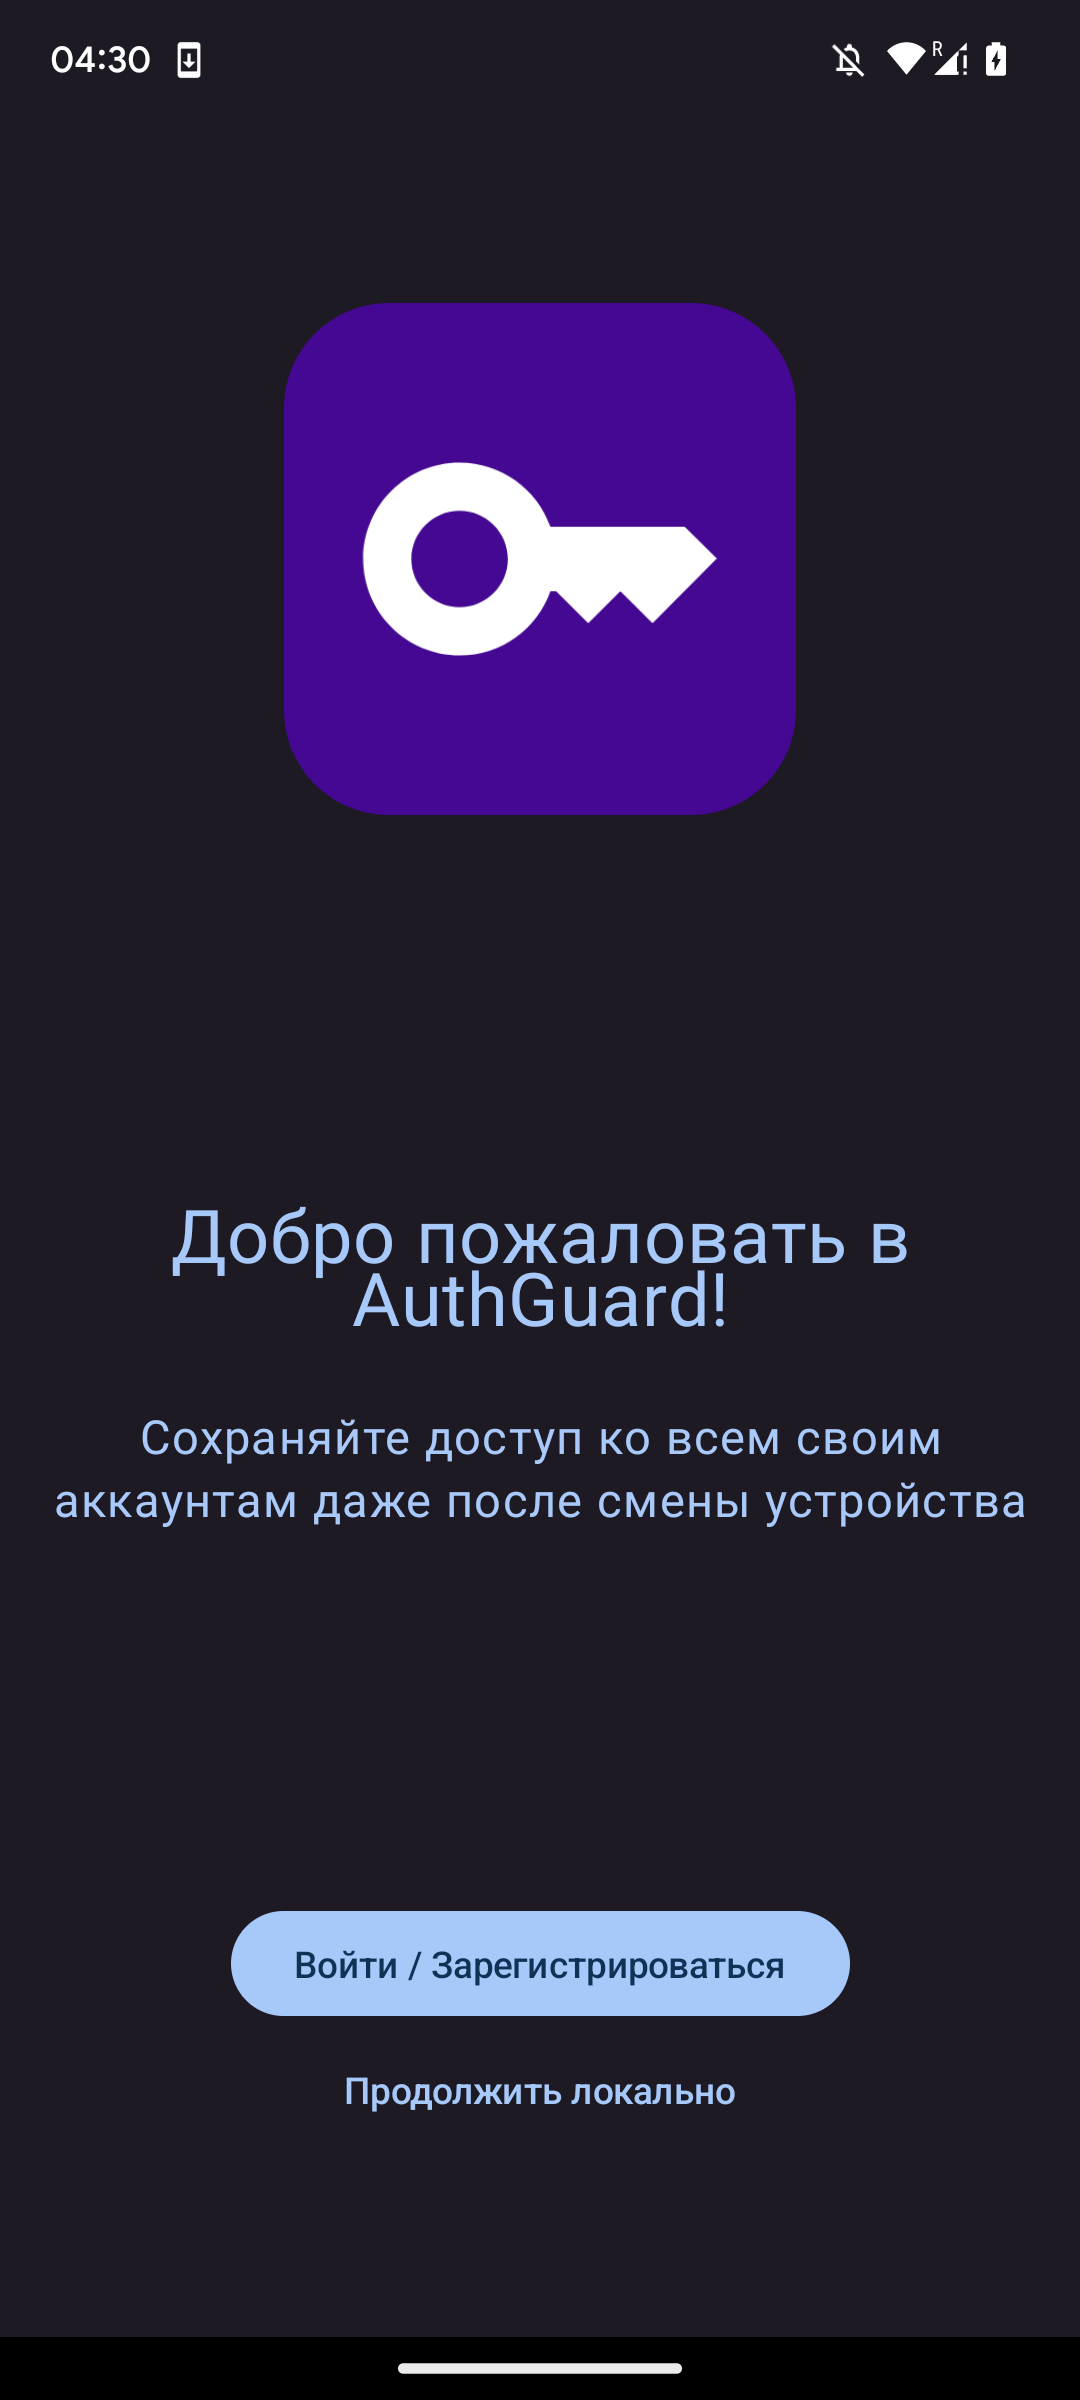 04:30
R
Добро пожаловать в
AuthGuard!
Сохраняйте доступ ко всем своим
аккаунтам даже после смены устройства
Войти / Зарегистрироваться
Продолжить локально